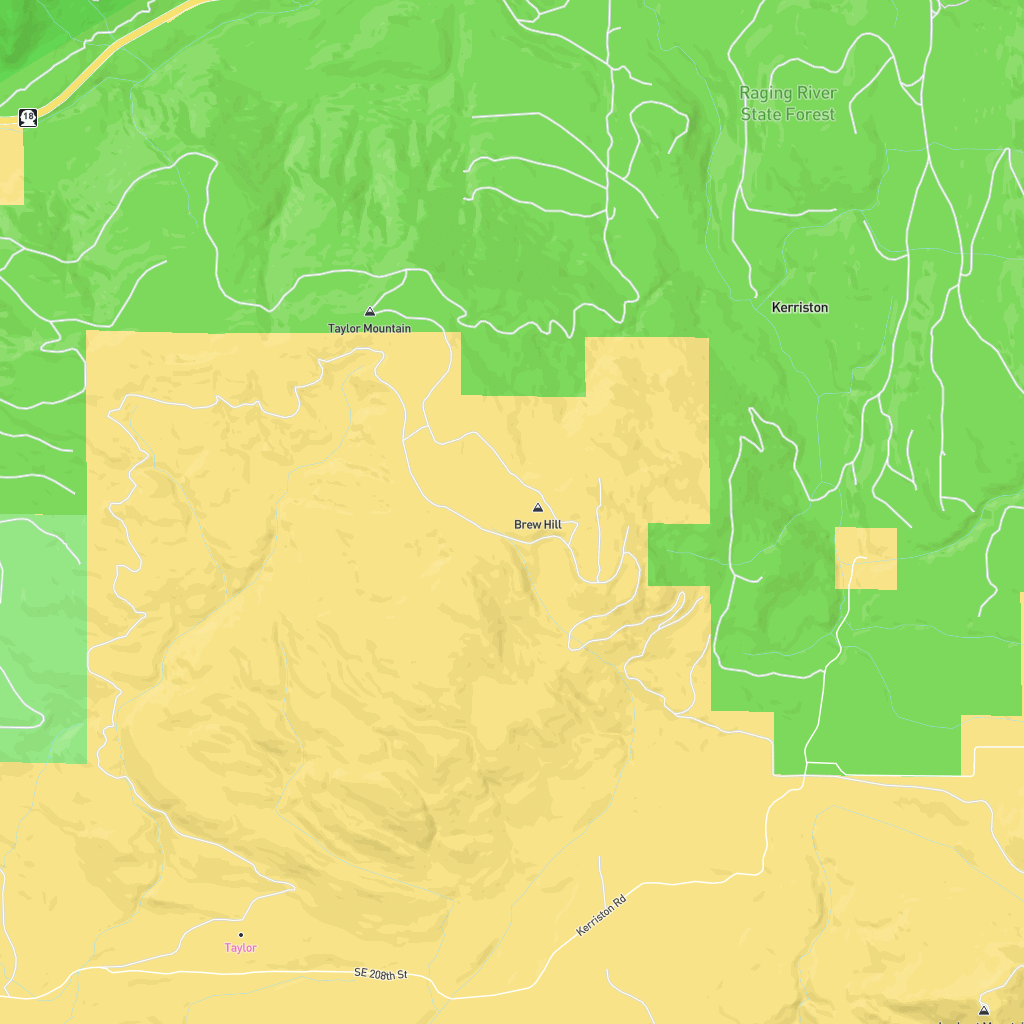 18
Raging River
State Forest
Kerriston
Taylor Mountain
Brew Hill
Kerriston Rd
Taylor
SE 208th St